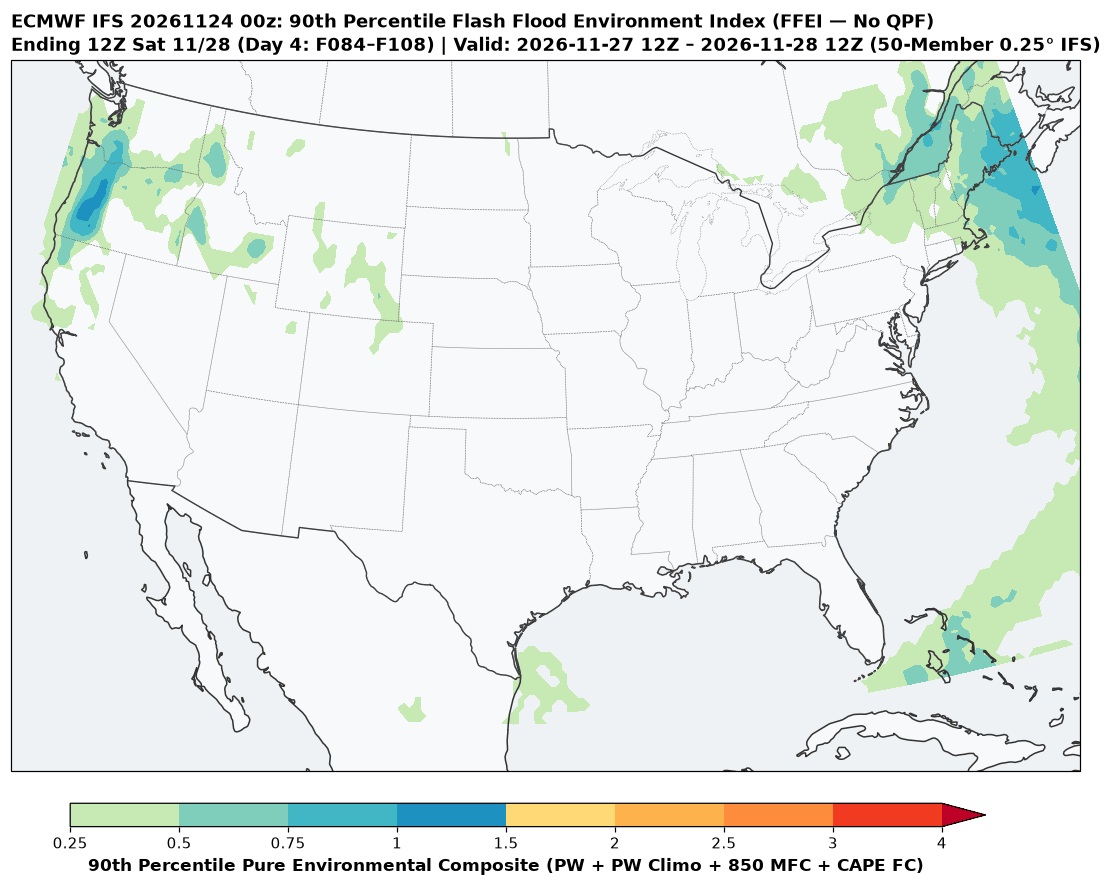 ECMWF IFS 20261124 00z: 90th Percentile Flash Flood Environment Index (FFEI — No QPF)
Ending 12Z Sat 11/28 (Day 4: F084–F108) | Valid: 2026-11-27 12Z – 2026-11-28 12Z (50-Member 0.25° IFS)
0.25 0.5 0.75 1 1.5 2 2.5 3 4
90th Percentile Pure Environmental Composite (PW + PW Climo + 850 MFC + CAPE FC)